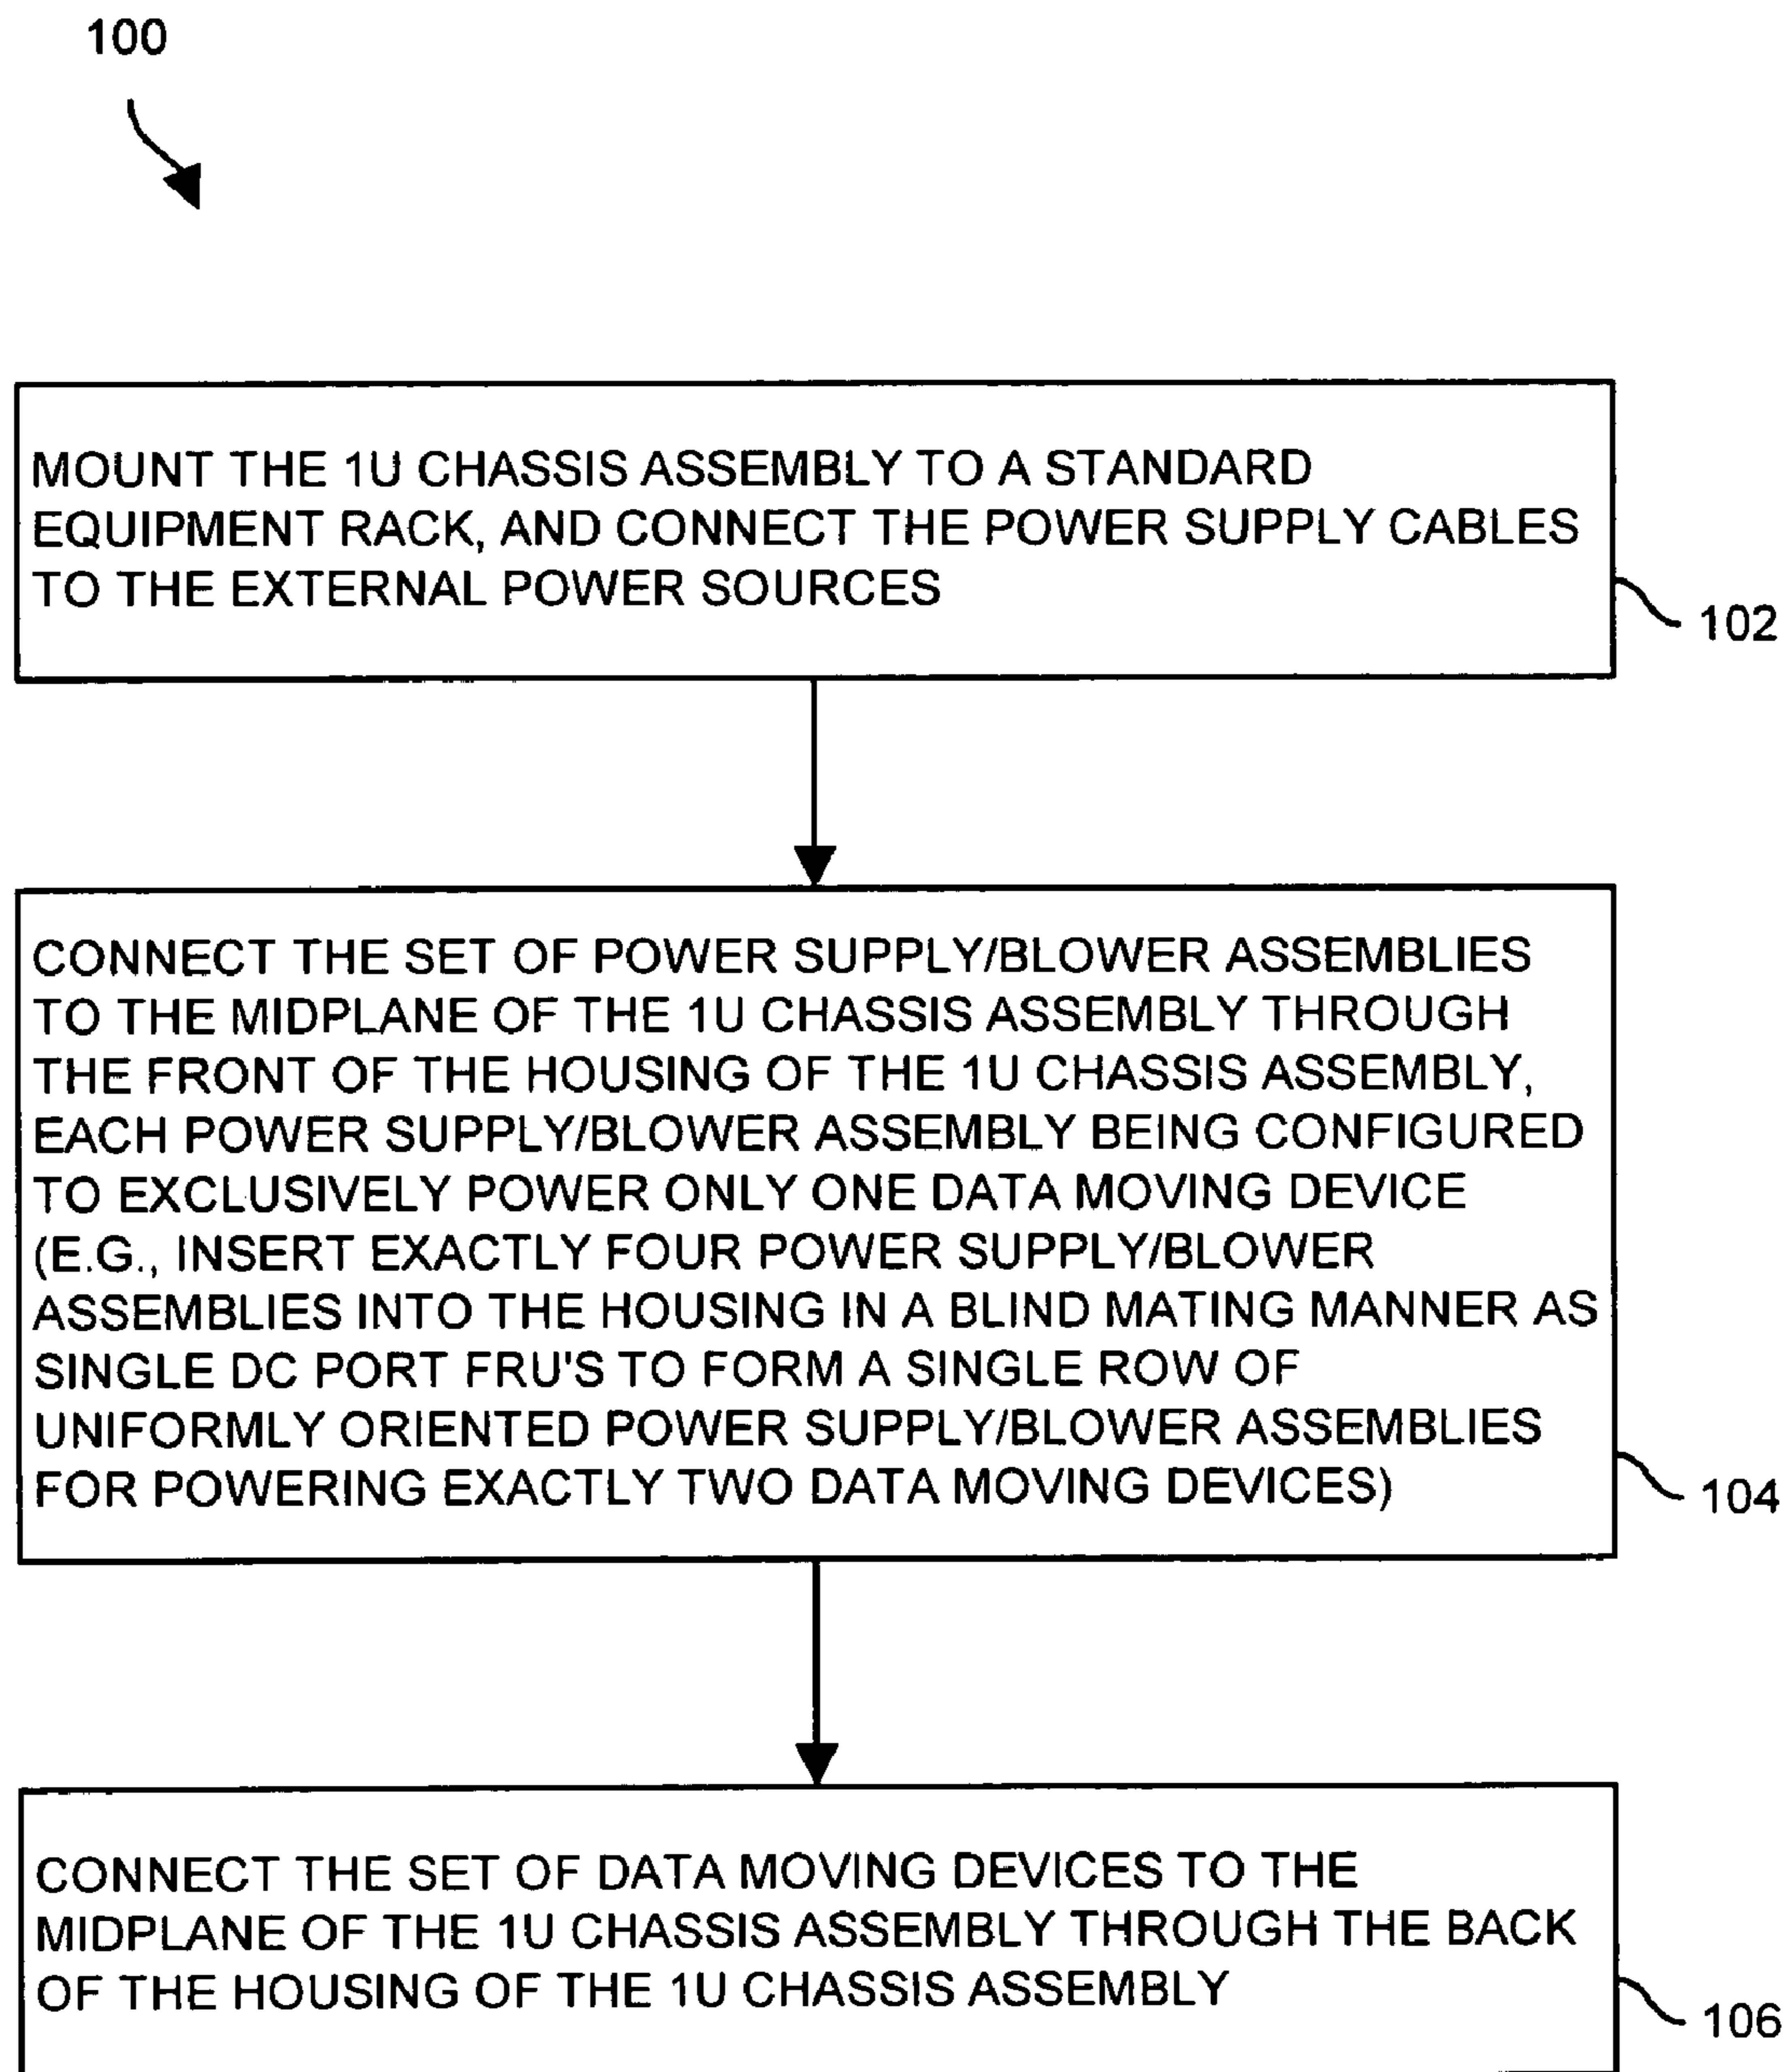 100
MOUNT THE 1U CHASSIS ASSEMBLY TO A STANDARD
EQUIPMENT RACK, AND CONNECT THE POWER SUPPLY CABLES
TO THE EXTERNAL POWER SOURCES
102
CONNECT THE SET OF POWER SUPPLY/BLOWER ASSEMBLIES
TO THE MIDPLANE OF THE 1U CHASSIS ASSEMBLY THROUGH
THE FRONT OF THE HOUSING OF THE 1U CHASSIS ASSEMBLY,
EACH POWER SUPPLY/BLOWER ASSEMBLY BEING CONFIGURED
TO EXCLUSIVELY POWER ONLY ONE DATA MOVING DEVICE
(E.G., INSERT EXACTLY FOUR POWER SUPPLY/BLOWER
ASSEMBLIES INTO THE HOUSING IN A BLIND MATING MANNER AS
SINGLE DC PORT FRU'S TO FORM A SINGLE ROW OF
UNIFORMLY ORIENTED POWER SUPPLY/BLOWER ASSEMBLIES
FOR POWERING EXACTLY TWO DATA MOVING DEVICES)
104
CONNECT THE SET OF DATA MOVING DEVICES TO THE
MIDPLANE OF THE 1U CHASSIS ASSEMBLY THROUGH THE BACK
OF THE HOUSING OF THE 1U CHASSIS ASSEMBLY
106